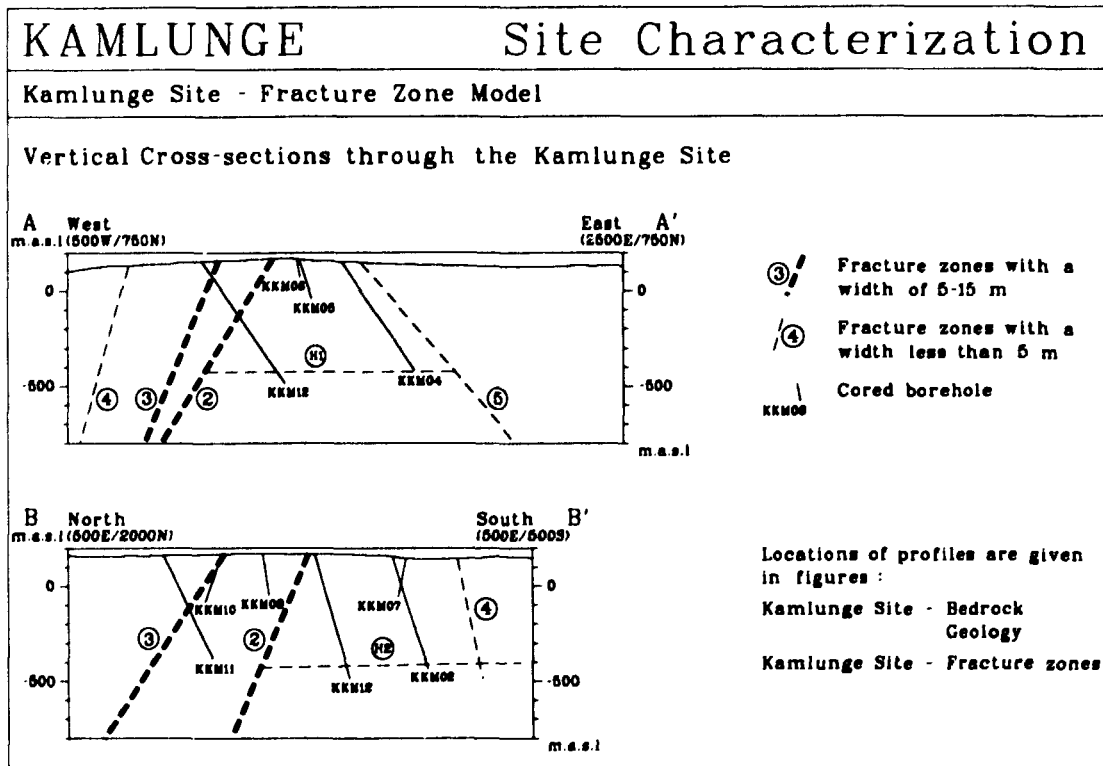 KAMLUNGE Site Characterization
Kamlunge Site - Fracture Zone Model
Vertical Cross-sections through the Kamlunge Site
A West East A'
m.a.s.l (500W/750N) (2500E/750N)
0 0
KKM06
KKM05
H1
-500 -500
KKM12 KKM04
4 3 2 5
m.a.s.l
3 Fracture zones with a
width of 5-15 m
4 Fracture zones with a
width less than 5 m
Cored borehole
B North South B'
m.a.s.l (500E/2000N) (500E/500S)
0 0
KKM10 KKM07 4
3 2 H2
KKM11 KKM02
-500 -500
m.a.s.l
Locations of profiles are given
in figures :
Kamlunge Site - Bedrock
Geology
Kamlunge Site - Fracture zones